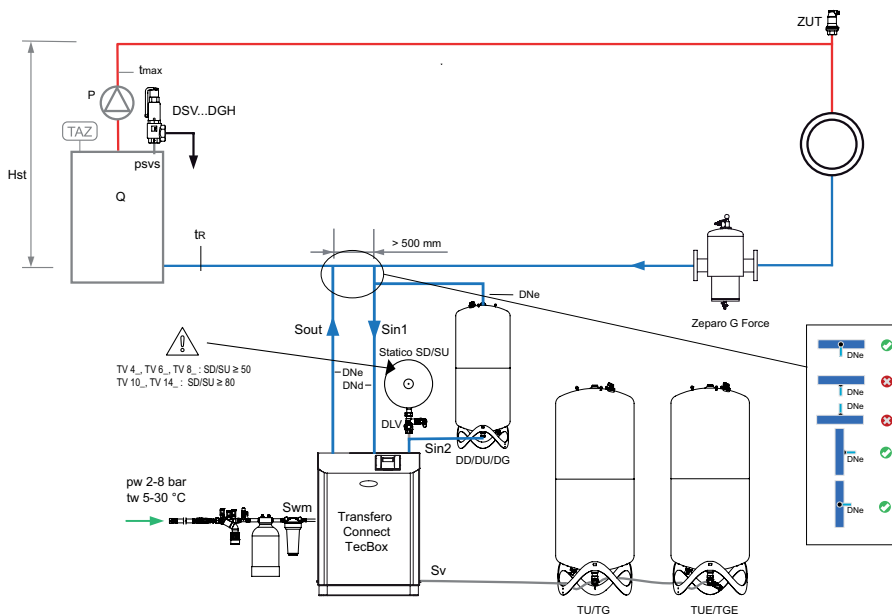 ZUT
tmax
P
DSV...DGH
TAZ
psvs
Hst
Q
tR
> 500 mm
DNe
Zeparo G Force
Sout
Sin1
Statico SD/SU
TV 4_, TV 6_, TV 8_ : SD/SU ≥ 50
TV 10_, TV 14_ : SD/SU ≥ 80
DNe
DNd
DLV
Sin2
DD/DU/DG
DNe
DNe
DNe
DNe
DNe
pw 2-8 bar
tw 5-30 °C
Swm
Transfero
Connect
TecBox
Sv
TU/TG
TUE/TGE